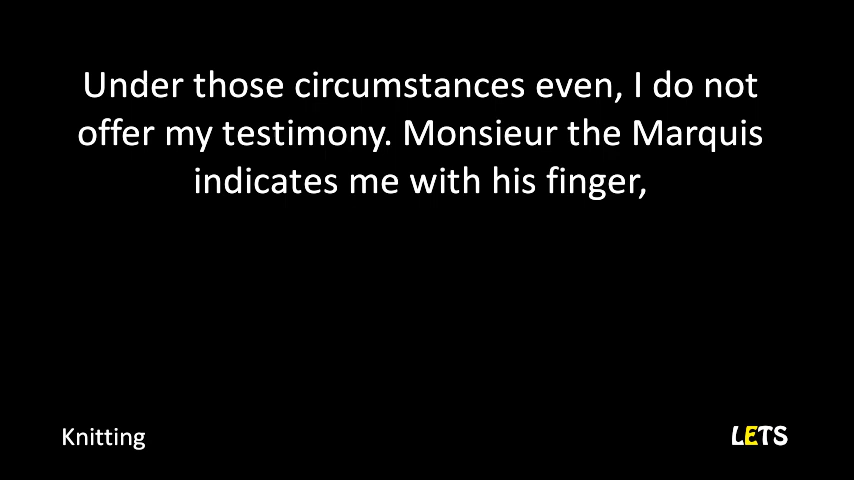 Under those circumstances even, I do not
offer my testimony. Monsieur the Marquis
indicates me with his finger,
Knitting
LETS